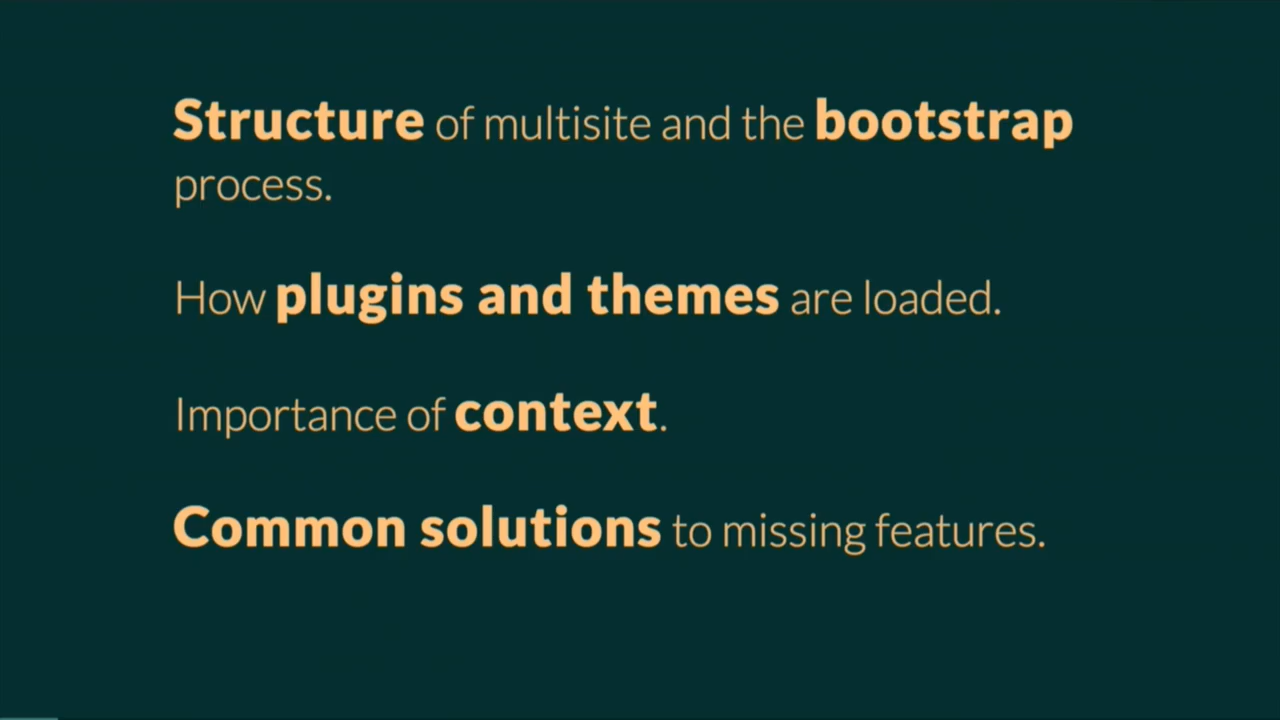 Structure of multisite and the bootstrap
process.
How plugins and themes are loaded.
Importance of context.
Common solutions to missing features.